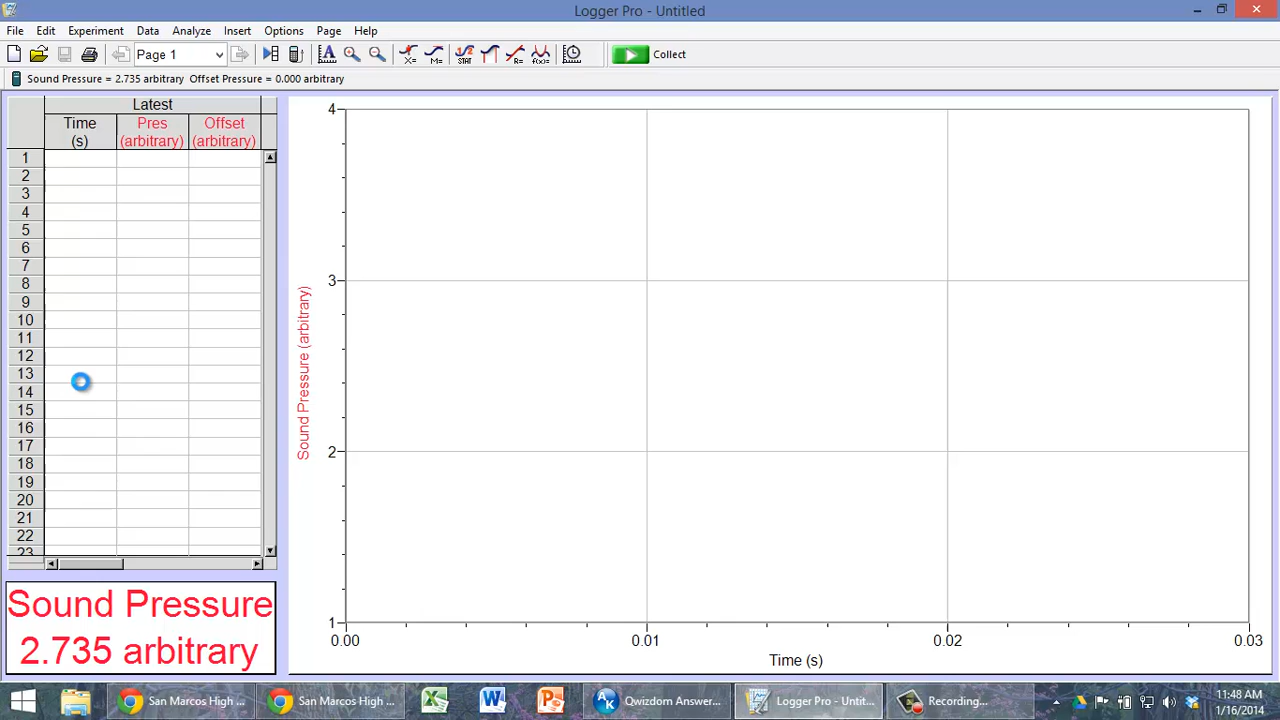 Logger Pro - Untitled
File Edit Experiment Data Analyze Insert Options Page Help
Page 1 Collect
Sound Pressure = 2.735 arbitrary Offset Pressure = 0.000 arbitrary
Latest
Time Pres Offset
(s) (arbitrary) (arbitrary)
1
2
3
4
5
6
7
8
9
10
11
12
13
14
15
16
17
18
19
20
21
22
23
Sound Pressure
2.735 arbitrary
4
3
2
1
Sound Pressure (arbitrary)
0.00 0.01 0.02 0.03
Time (s)
San Marcos High ... San Marcos High ... Qwizdom Answer... Logger Pro - Untit... Recording...
11:48 AM
1/16/2014